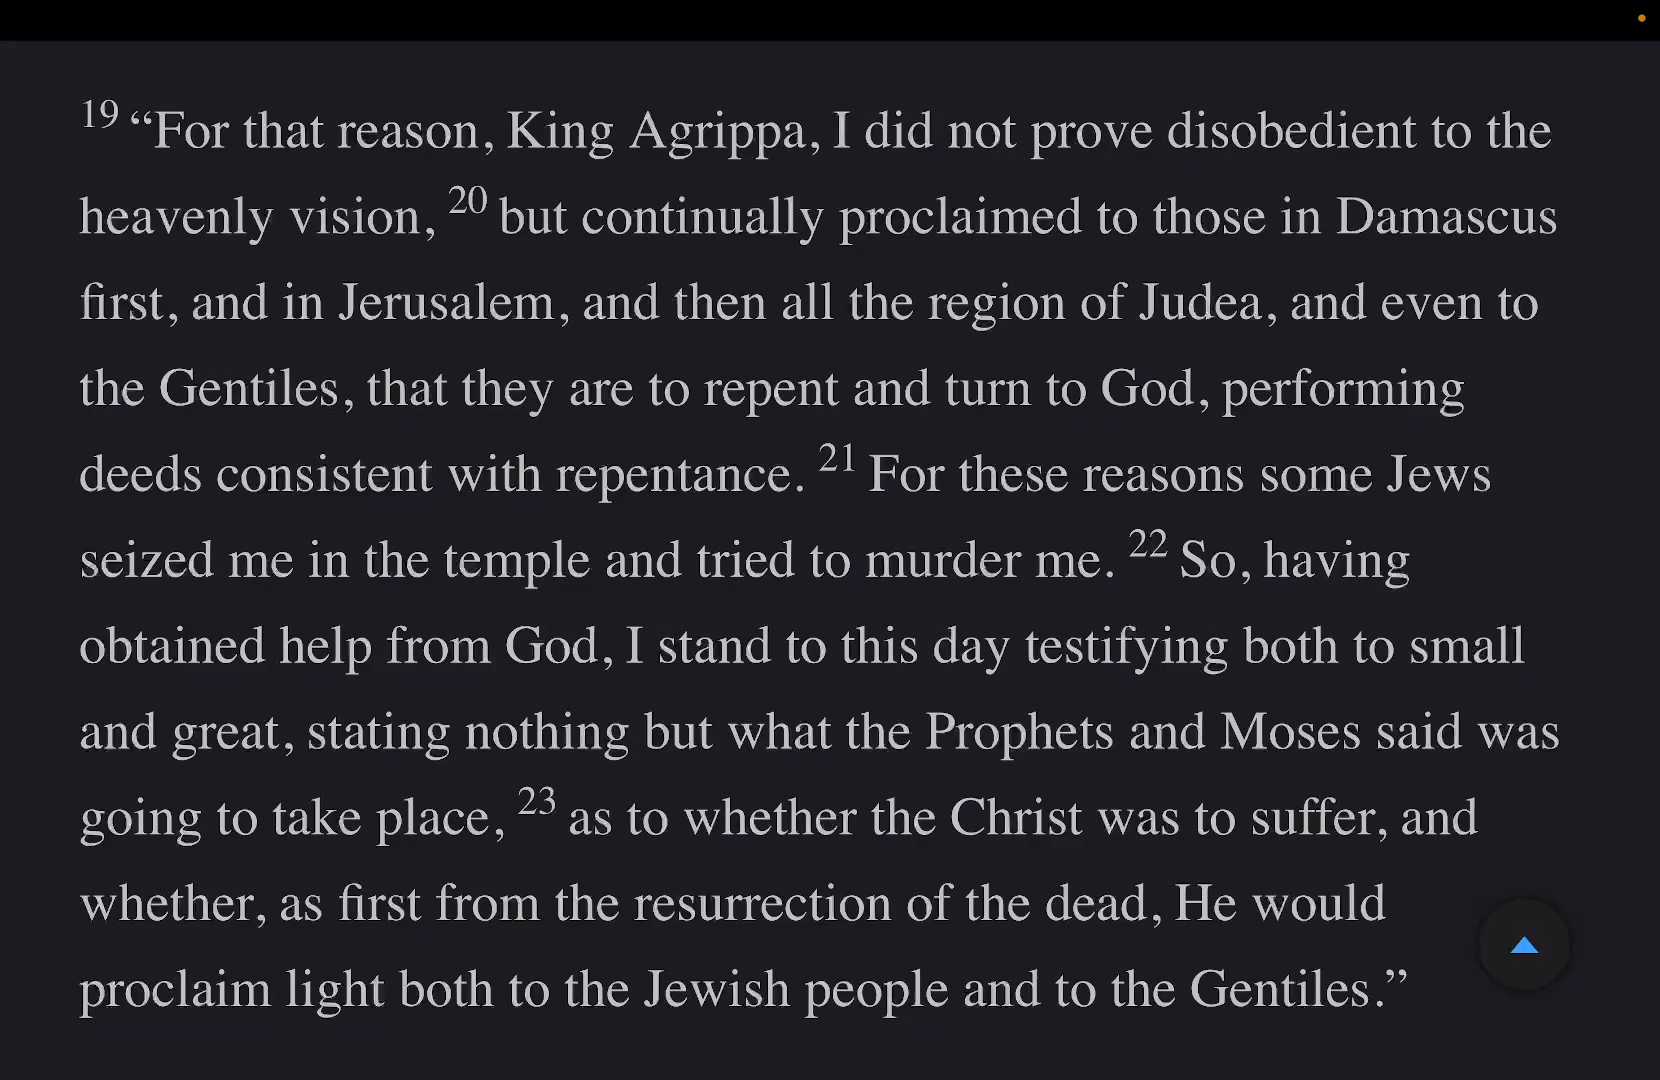 19 “For that reason, King Agrippa, I did not prove disobedient to the
heavenly vision, 20 but continually proclaimed to those in Damascus
first, and in Jerusalem, and then all the region of Judea, and even to
the Gentiles, that they are to repent and turn to God, performing
deeds consistent with repentance. 21 For these reasons some Jews
seized me in the temple and tried to murder me. 22 So, having
obtained help from God, I stand to this day testifying both to small
and great, stating nothing but what the Prophets and Moses said was
going to take place, 23 as to whether the Christ was to suffer, and
whether, as first from the resurrection of the dead, He would
proclaim light both to the Jewish people and to the Gentiles.”